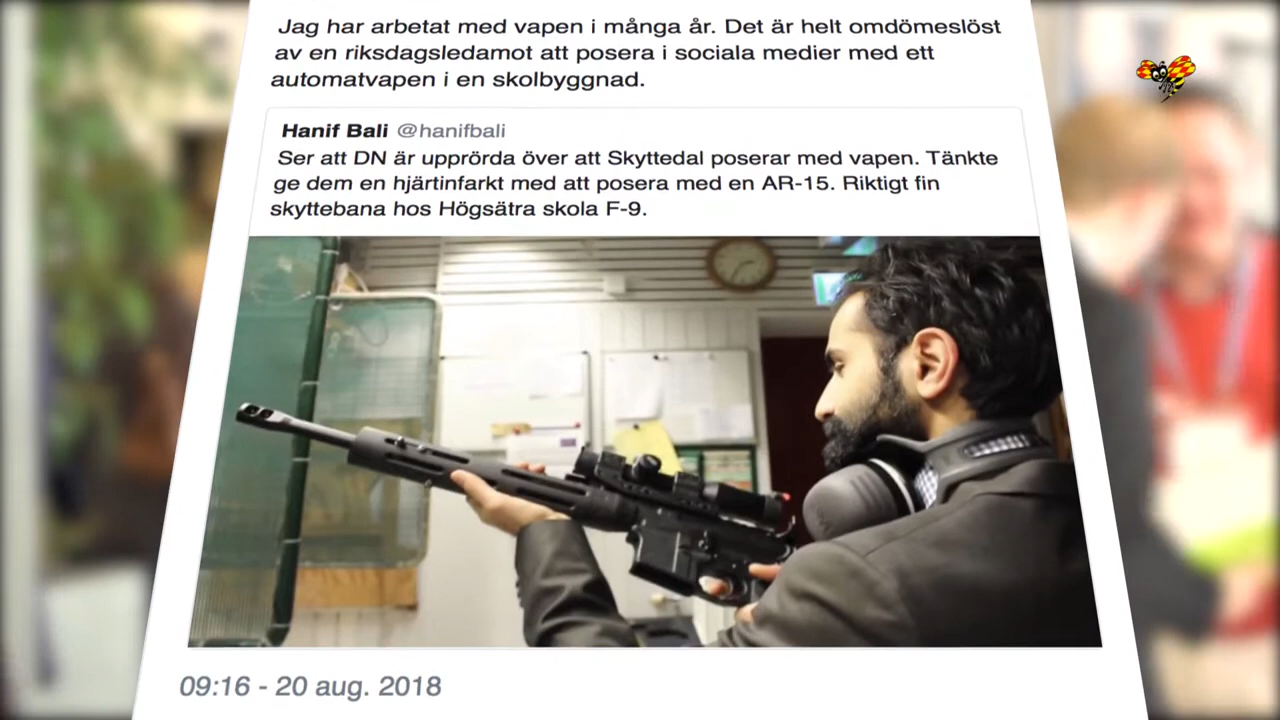 Jag har arbetat med vapen i många år. Det är helt omdömeslöst
av en riksdagsledamot att posera i sociala medier med ett
automatvapen i en skolbyggnad.
Hanif Bali @hanifbali
Ser att DN är upprörda över att Skyttedal poserar med vapen. Tänkte
ge dem en hjärtinfarkt med att posera med en AR-15. Riktigt fin
skyttebana hos Högsätra skola F-9.
09:16 - 20 aug. 2018